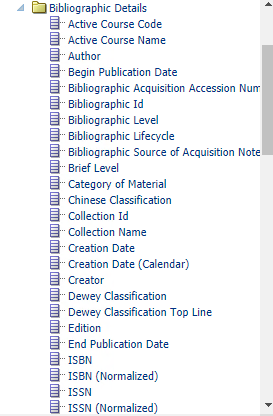 Bibliographic Details
Active Course Code
Active Course Name
Author
Begin Publication Date
Bibliographic Acquisition Accession Num
Bibliographic Id
Bibliographic Level
Bibliographic Lifecycle
Bibliographic Source of Acquisition Note
Brief Level
Category of Material
Chinese Classification
Collection Id
Collection Name
Creation Date
Creation Date (Calendar)
Creator
Dewey Classification
Dewey Classification Top Line
Edition
End Publication Date
ISBN
ISBN (Normalized)
ISSN
ISSN (Normalized)